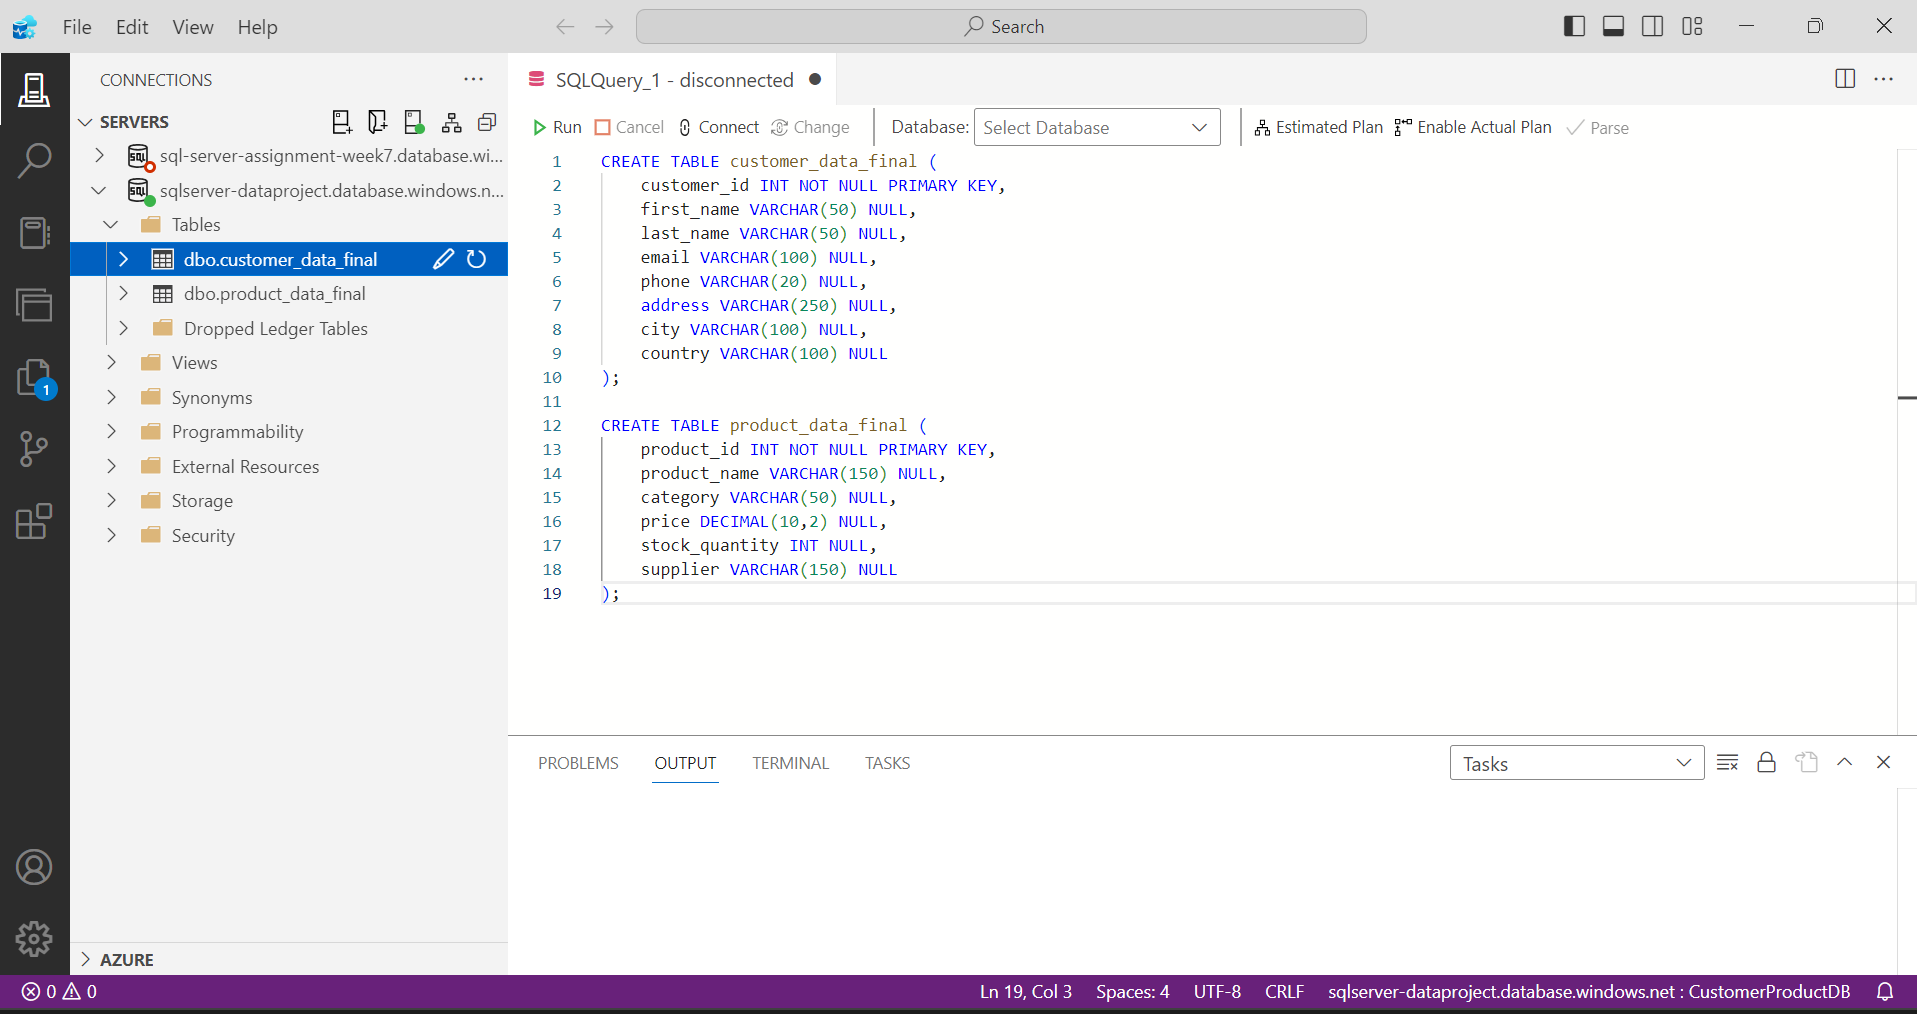 File Edit View Help
Search
CONNECTIONS
SERVERS
sql-server-assignment-week7.database.wi...
sqlserver-dataproject.database.windows.n...
Tables
dbo.customer_data_final
dbo.product_data_final
Dropped Ledger Tables
Views
Synonyms
Programmability
External Resources
Storage
Security
AZURE
1
SQLQuery_1 - disconnected
Run Cancel Connect Change Database: Select Database Estimated Plan Enable Actual Plan Parse
1 CREATE TABLE customer_data_final (
2 customer_id INT NOT NULL PRIMARY KEY,
3 first_name VARCHAR(50) NULL,
4 last_name VARCHAR(50) NULL,
5 email VARCHAR(100) NULL,
6 phone VARCHAR(20) NULL,
7 address VARCHAR(250) NULL,
8 city VARCHAR(100) NULL,
9 country VARCHAR(100) NULL
10 );
11
12 CREATE TABLE product_data_final (
13 product_id INT NOT NULL PRIMARY KEY,
14 product_name VARCHAR(150) NULL,
15 category VARCHAR(50) NULL,
16 price DECIMAL(10,2) NULL,
17 stock_quantity INT NULL,
18 supplier VARCHAR(150) NULL
19 );
PROBLEMS OUTPUT TERMINAL TASKS
Tasks
0 0
Ln 19, Col 3 Spaces: 4 UTF-8 CRLF sqlserver-dataproject.database.windows.net : CustomerProductDB